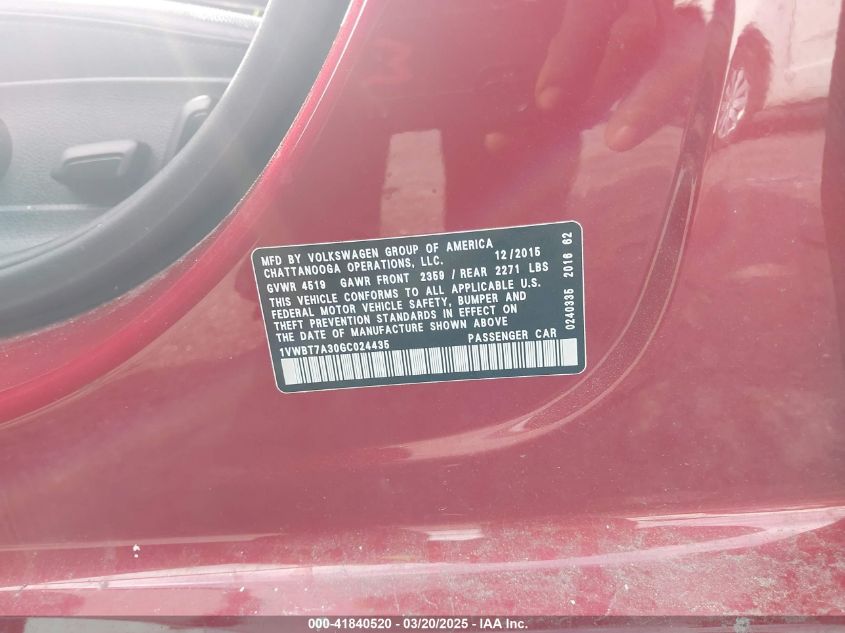 MFD BY VOLKSWAGEN GROUP OF AMERICA
CHATTANOOGA OPERATIONS, LLC. 12/2015
GVWR 4519 GAWR FRONT 2359 / REAR 2271 LBS
THIS VEHICLE CONFORMS TO ALL APPLICABLE U.S.
FEDERAL MOTOR VEHICLE SAFETY, BUMPER AND
THEFT PREVENTION STANDARDS IN EFFECT ON
THE DATE OF MANUFACTURE SHOWN ABOVE
1VWBT7A30GC024435 PASSENGER CAR
0240335 2016 62
000-41840520 - 03/20/2025 - IAA Inc.